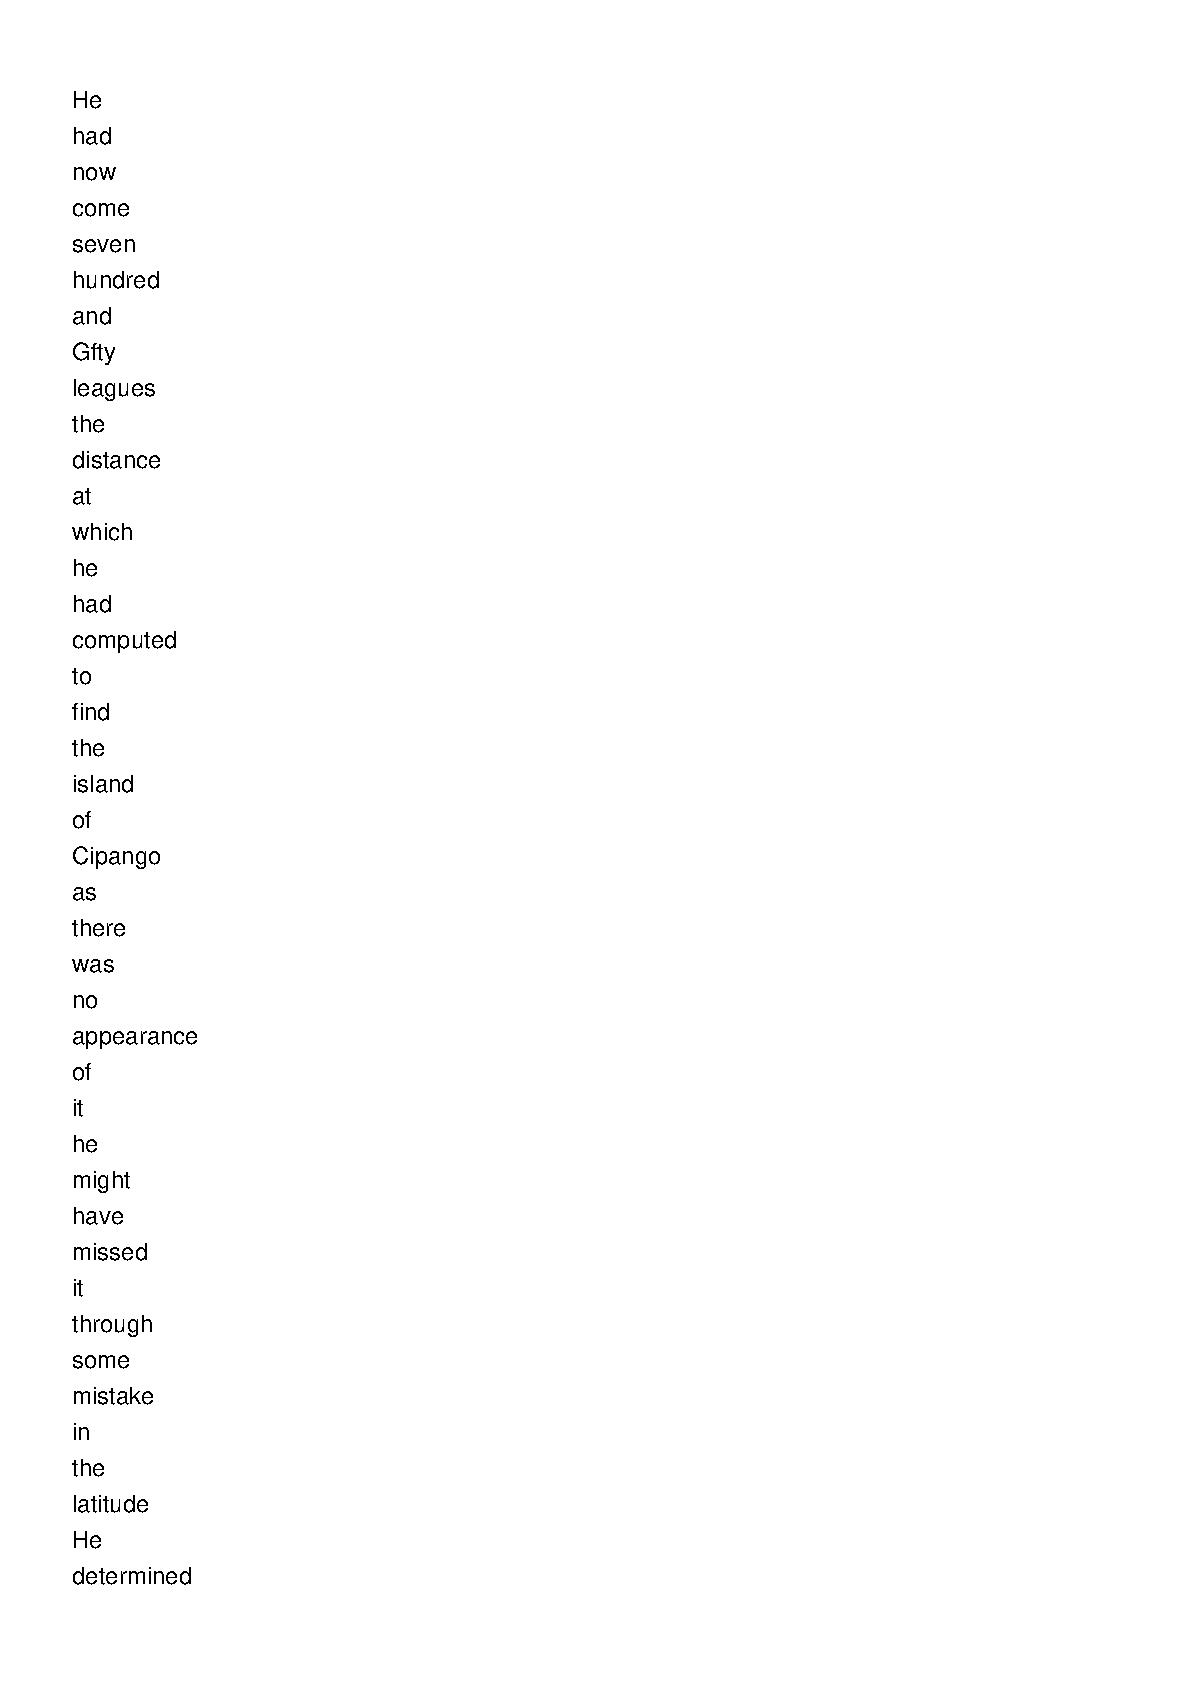 He
had
now
come
seven
hundred
and
Gfty
leagues
the
distance
at
which
he
had
computed
to
find
the
island
of
Cipango
as
there
was
no
appearance
of
it
he
might
have
missed
it
through
some
mistake
in
the
latitude
He
determined